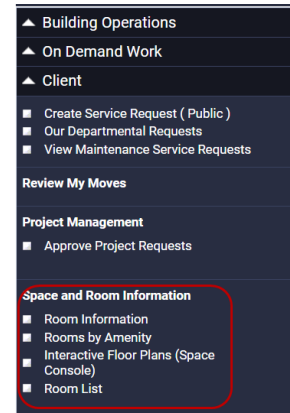 Building Operations
On Demand Work
Client
Create Service Request ( Public )
Our Departmental Requests
View Maintenance Service Requests
Review My Moves
Project Management
Approve Project Requests
Space and Room Information
Room Information
Rooms by Amenity
Interactive Floor Plans (Space
Console)
Room List